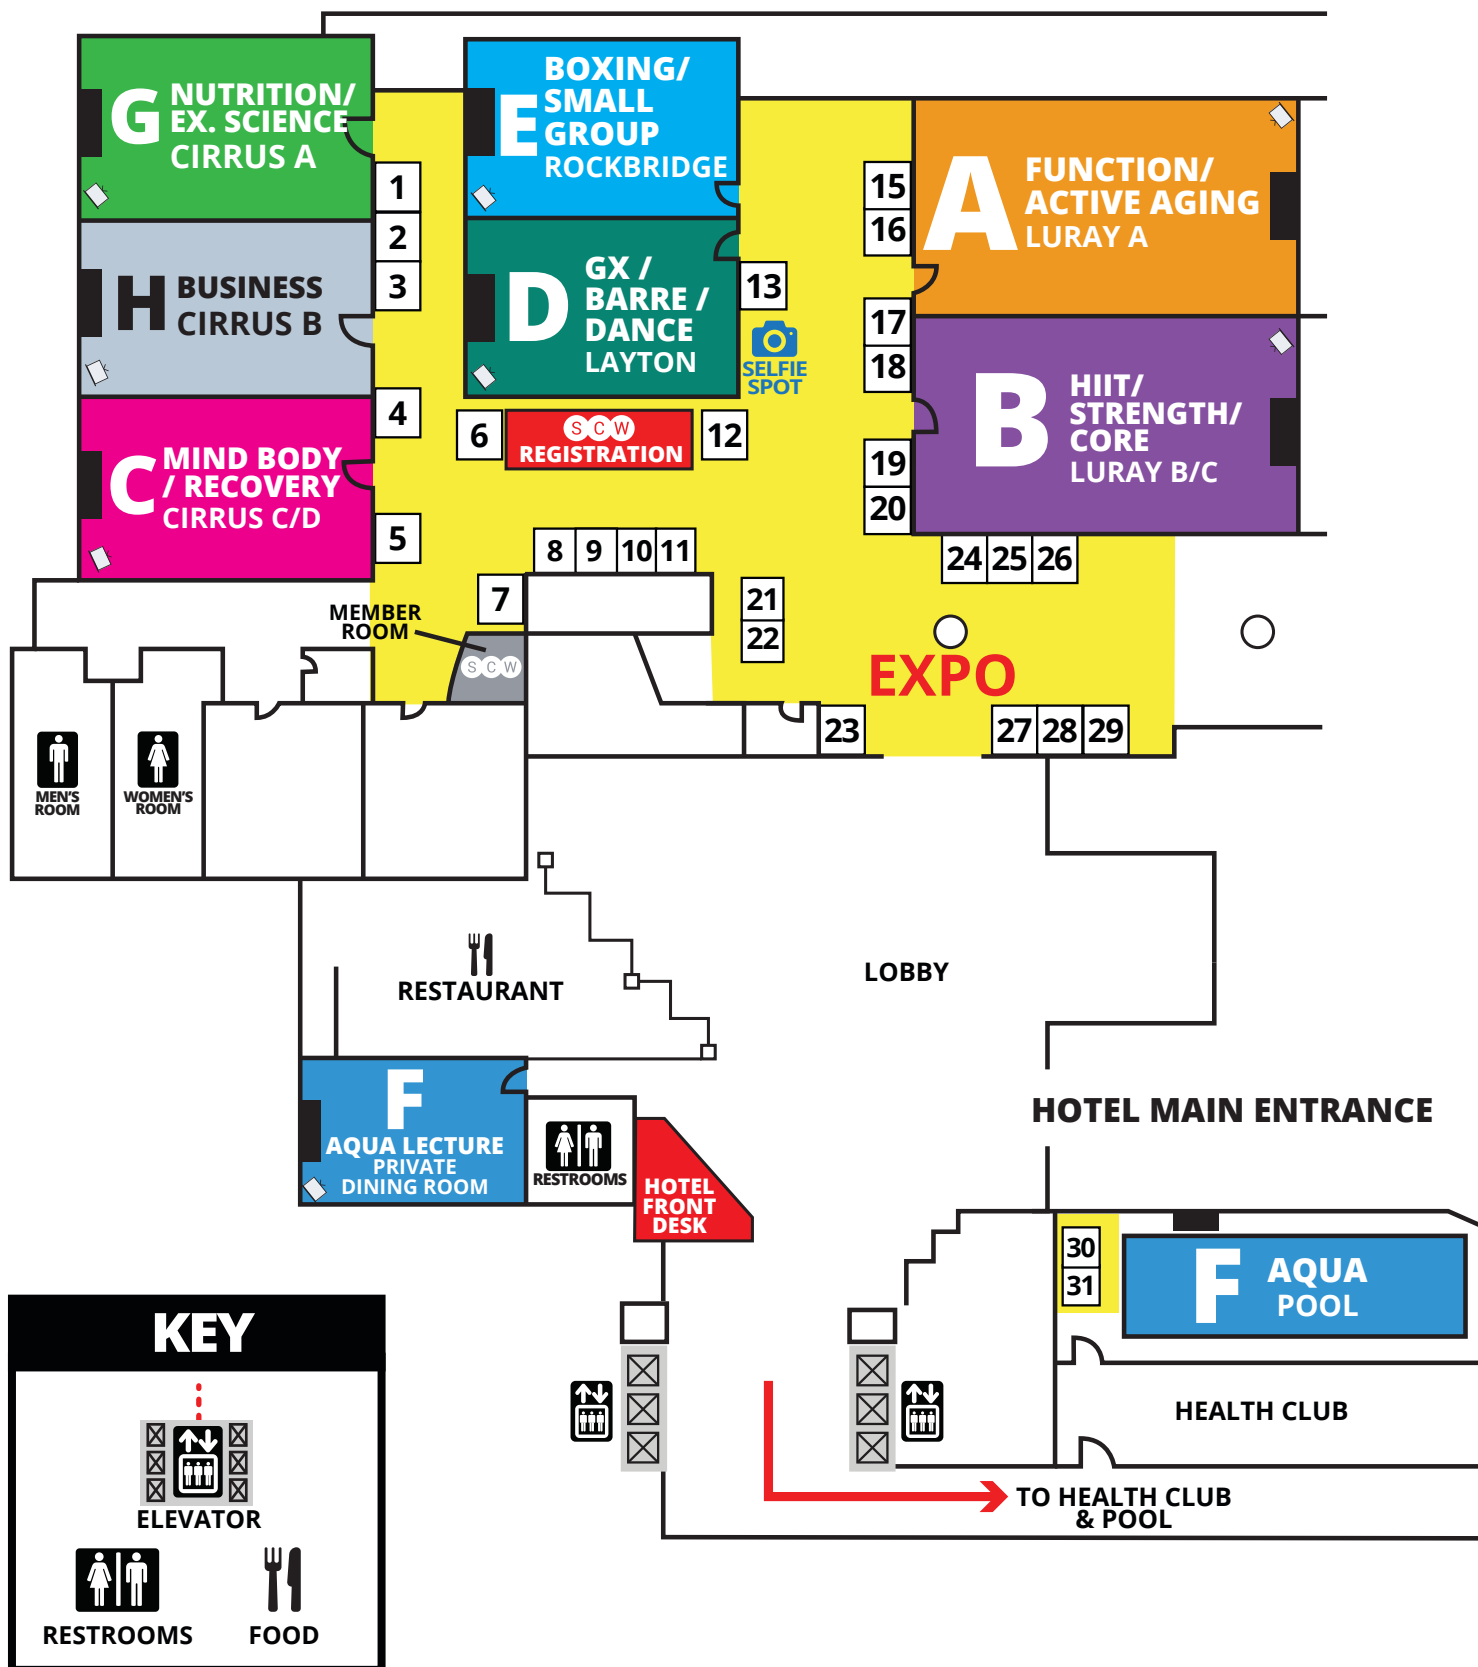 G
NUTRITION/
EX. SCIENCE
CIRRUS A
H
BUSINESS
CIRRUS B
C
MIND BODY
/ RECOVERY
CIRRUS C/D
1
2
3
4
5
E
BOXING/
SMALL
GROUP
ROCKBRIDGE
D
GX /
BARRE /
DANCE
LAYTON
13
SELFIE
SPOT
6
S C W
REGISTRATION
12
15
16
17
18
19
20
A
FUNCTION/
ACTIVE AGING
LURAY A
B
HIIT/
STRENGTH/
CORE
LURAY B/C
8 9 10 11
7
MEMBER
ROOM
S C W
21
22
24 25 26
EXPO
23
27 28 29
MEN'S
ROOM
WOMEN'S
ROOM
RESTAURANT
LOBBY
F
AQUA LECTURE
PRIVATE
DINING ROOM
RESTROOMS
HOTEL
FRONT
DESK
HOTEL MAIN ENTRANCE
30
31
F
AQUA
POOL
HEALTH CLUB
TO HEALTH CLUB
& POOL
KEY
ELEVATOR
RESTROOMS
FOOD